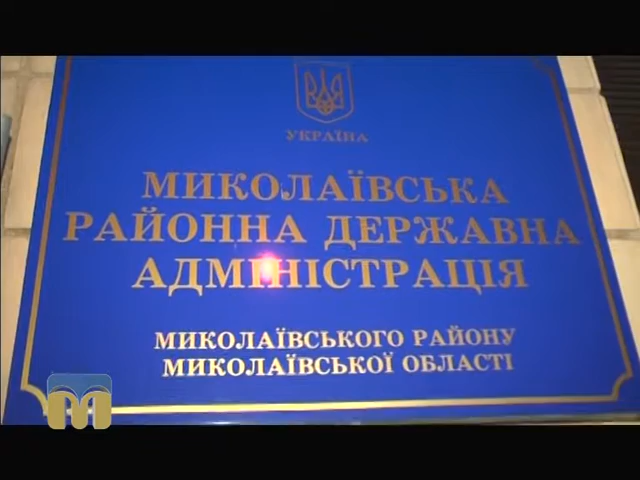 УКРАЇНА
МИКОЛАЇВСЬКА
РАЙОННА ДЕРЖАВНА
АДМІНІСТРАЦІЯ
МИКОЛАЇВСЬКОГО РАЙОНУ
МИКОЛАЇВСЬКОЇ ОБЛАСТІ
М